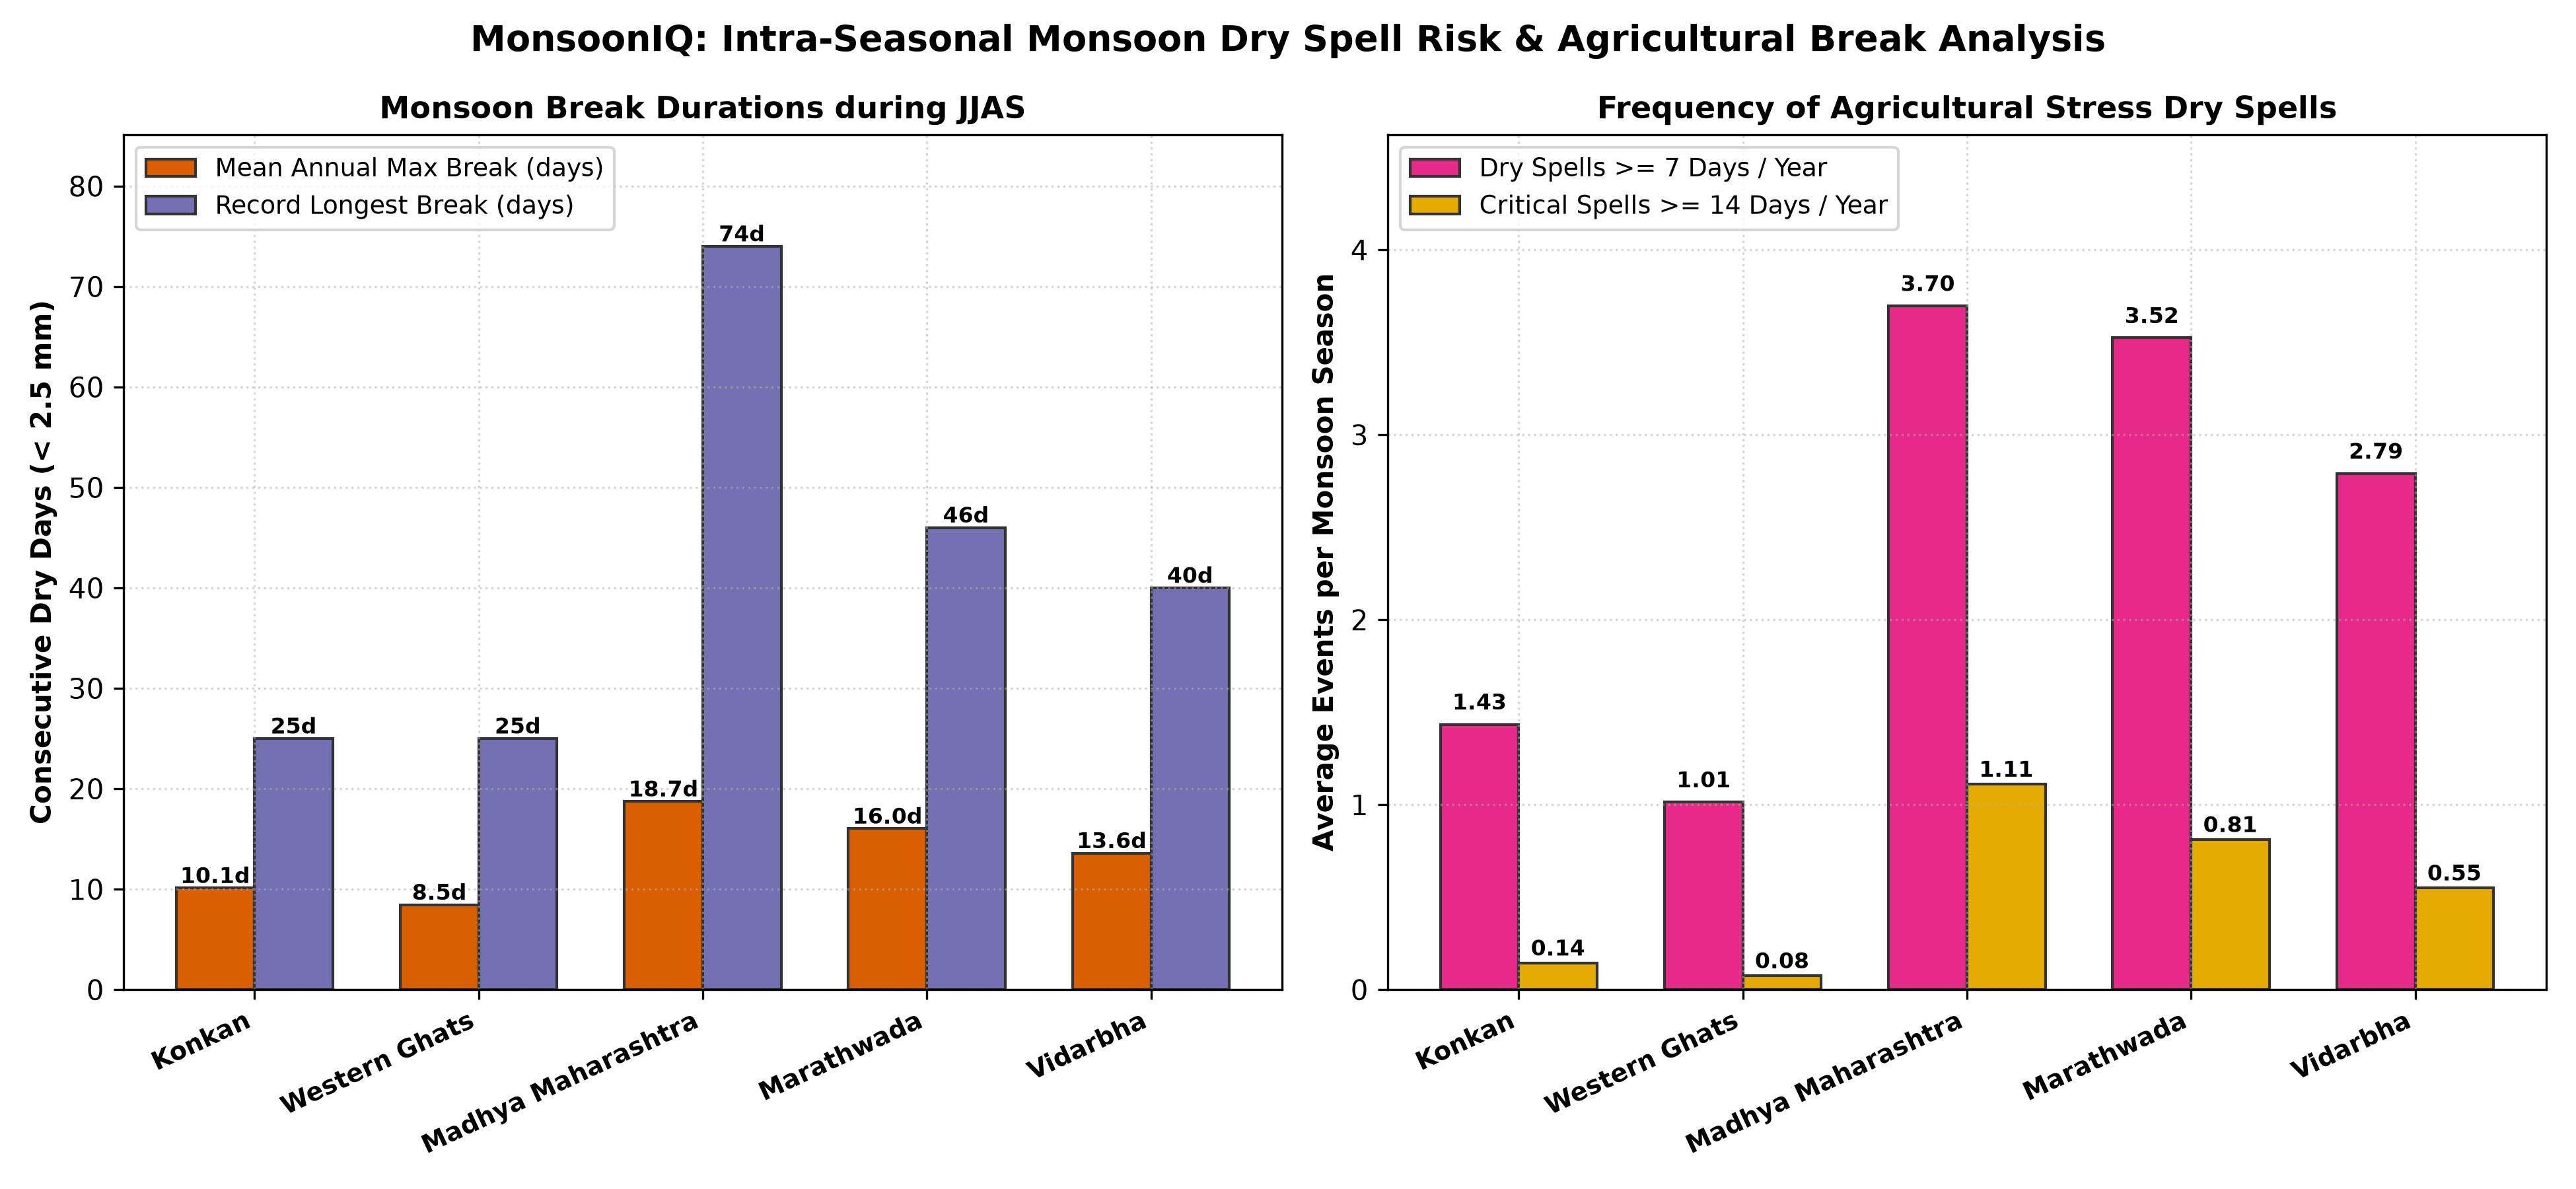 MonsoonIQ: Intra-Seasonal Monsoon Dry Spell Risk & Agricultural Break Analysis
Monsoon Break Durations during JJAS
Mean Annual Max Break (days)
Record Longest Break (days)
Consecutive Dry Days (< 2.5 mm)
80
70
60
50
40
30
20
10
0
10.1d
25d
8.5d
25d
18.7d
74d
16.0d
46d
13.6d
40d
Konkan
Western Ghats
Madhya Maharashtra
Marathwada
Vidarbha
Frequency of Agricultural Stress Dry Spells
Dry Spells >= 7 Days / Year
Critical Spells >= 14 Days / Year
Average Events per Monsoon Season
4
3
2
1
0
1.43
0.14
1.01
0.08
3.70
1.11
3.52
0.81
2.79
0.55
Konkan
Western Ghats
Madhya Maharashtra
Marathwada
Vidarbha